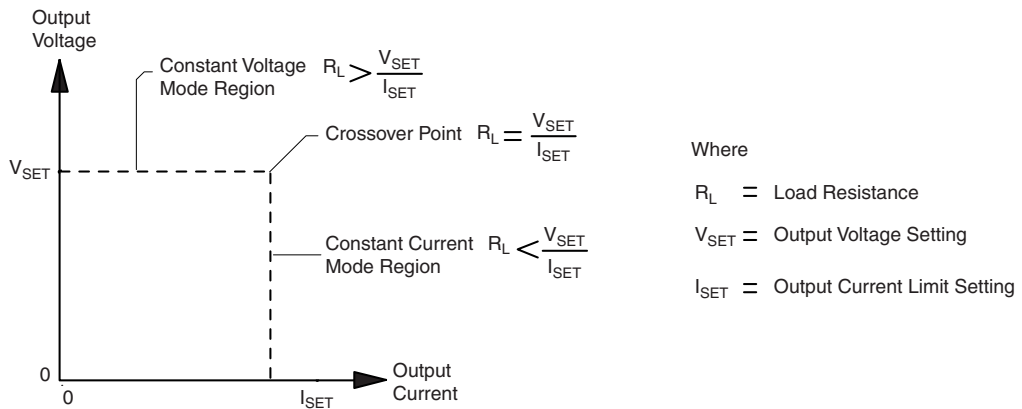 Output
Voltage
Constant Voltage
Mode Region
R_L > V_SET / I_SET
Crossover Point R_L = V_SET / I_SET
V_SET
Constant Current
Mode Region
R_L < V_SET / I_SET
0
0
I_SET
Output
Current
Where
R_L = Load Resistance
V_SET = Output Voltage Setting
I_SET = Output Current Limit Setting